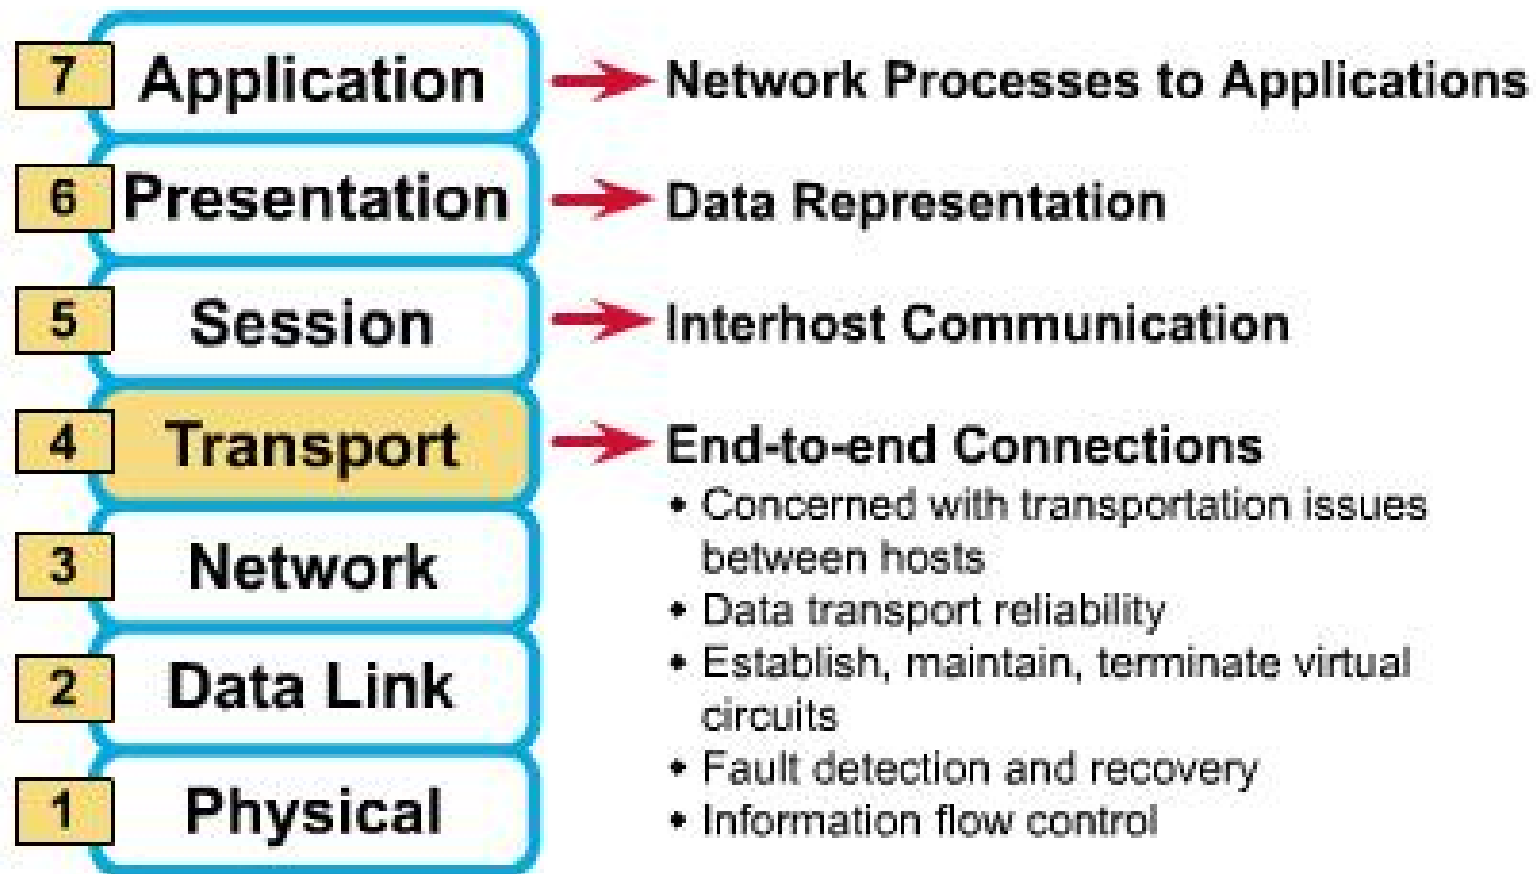 7 Application Network Processes to Applications
6 Presentation Data Representation
5 Session Interhost Communication
4 Transport End-to-end Connections
• Concerned with transportation issues
between hosts
3 Network
• Data transport reliability
• Establish, maintain, terminate virtual
circuits
2 Data Link
• Fault detection and recovery
• Information flow control
1 Physical